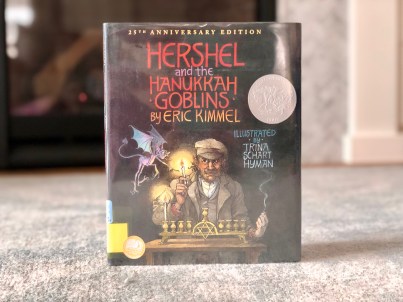 25TH ANNIVERSARY EDITION
HERSHEL
and the
HANUKKAH
·GOBLINS·
By ERIC KIMMEL
ILLUSTRATED
·by·
TRINA
SCHART
HYMAN